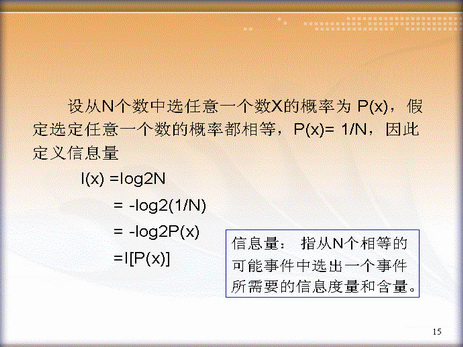 设从N个数中选任意一个数X的概率为 P(x)，假
定选定任意一个数的概率都相等，P(x)= 1/N，因此
定义信息量
I(x) =log2N
= -log2(1/N)
= -log2P(x)
=I[P(x)]
信息量： 指从N个相等的
可能事件中选出一个事件
所需要的信息度量和含量。
15